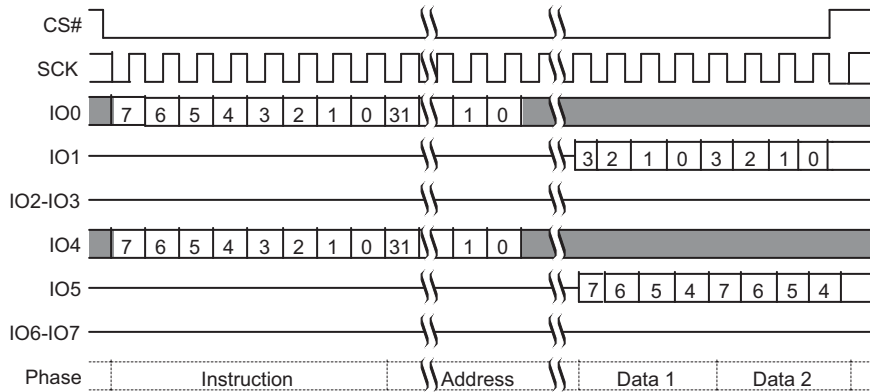 CS#
SCK
IO0 7 6 5 4 3 2 1 0 31 1 0
IO1 3 2 1 0 3 2 1 0
IO2-IO3
IO4 7 6 5 4 3 2 1 0 31 1 0
IO5 7 6 5 4 7 6 5 4
IO6-IO7
Phase Instruction Address Data 1 Data 2